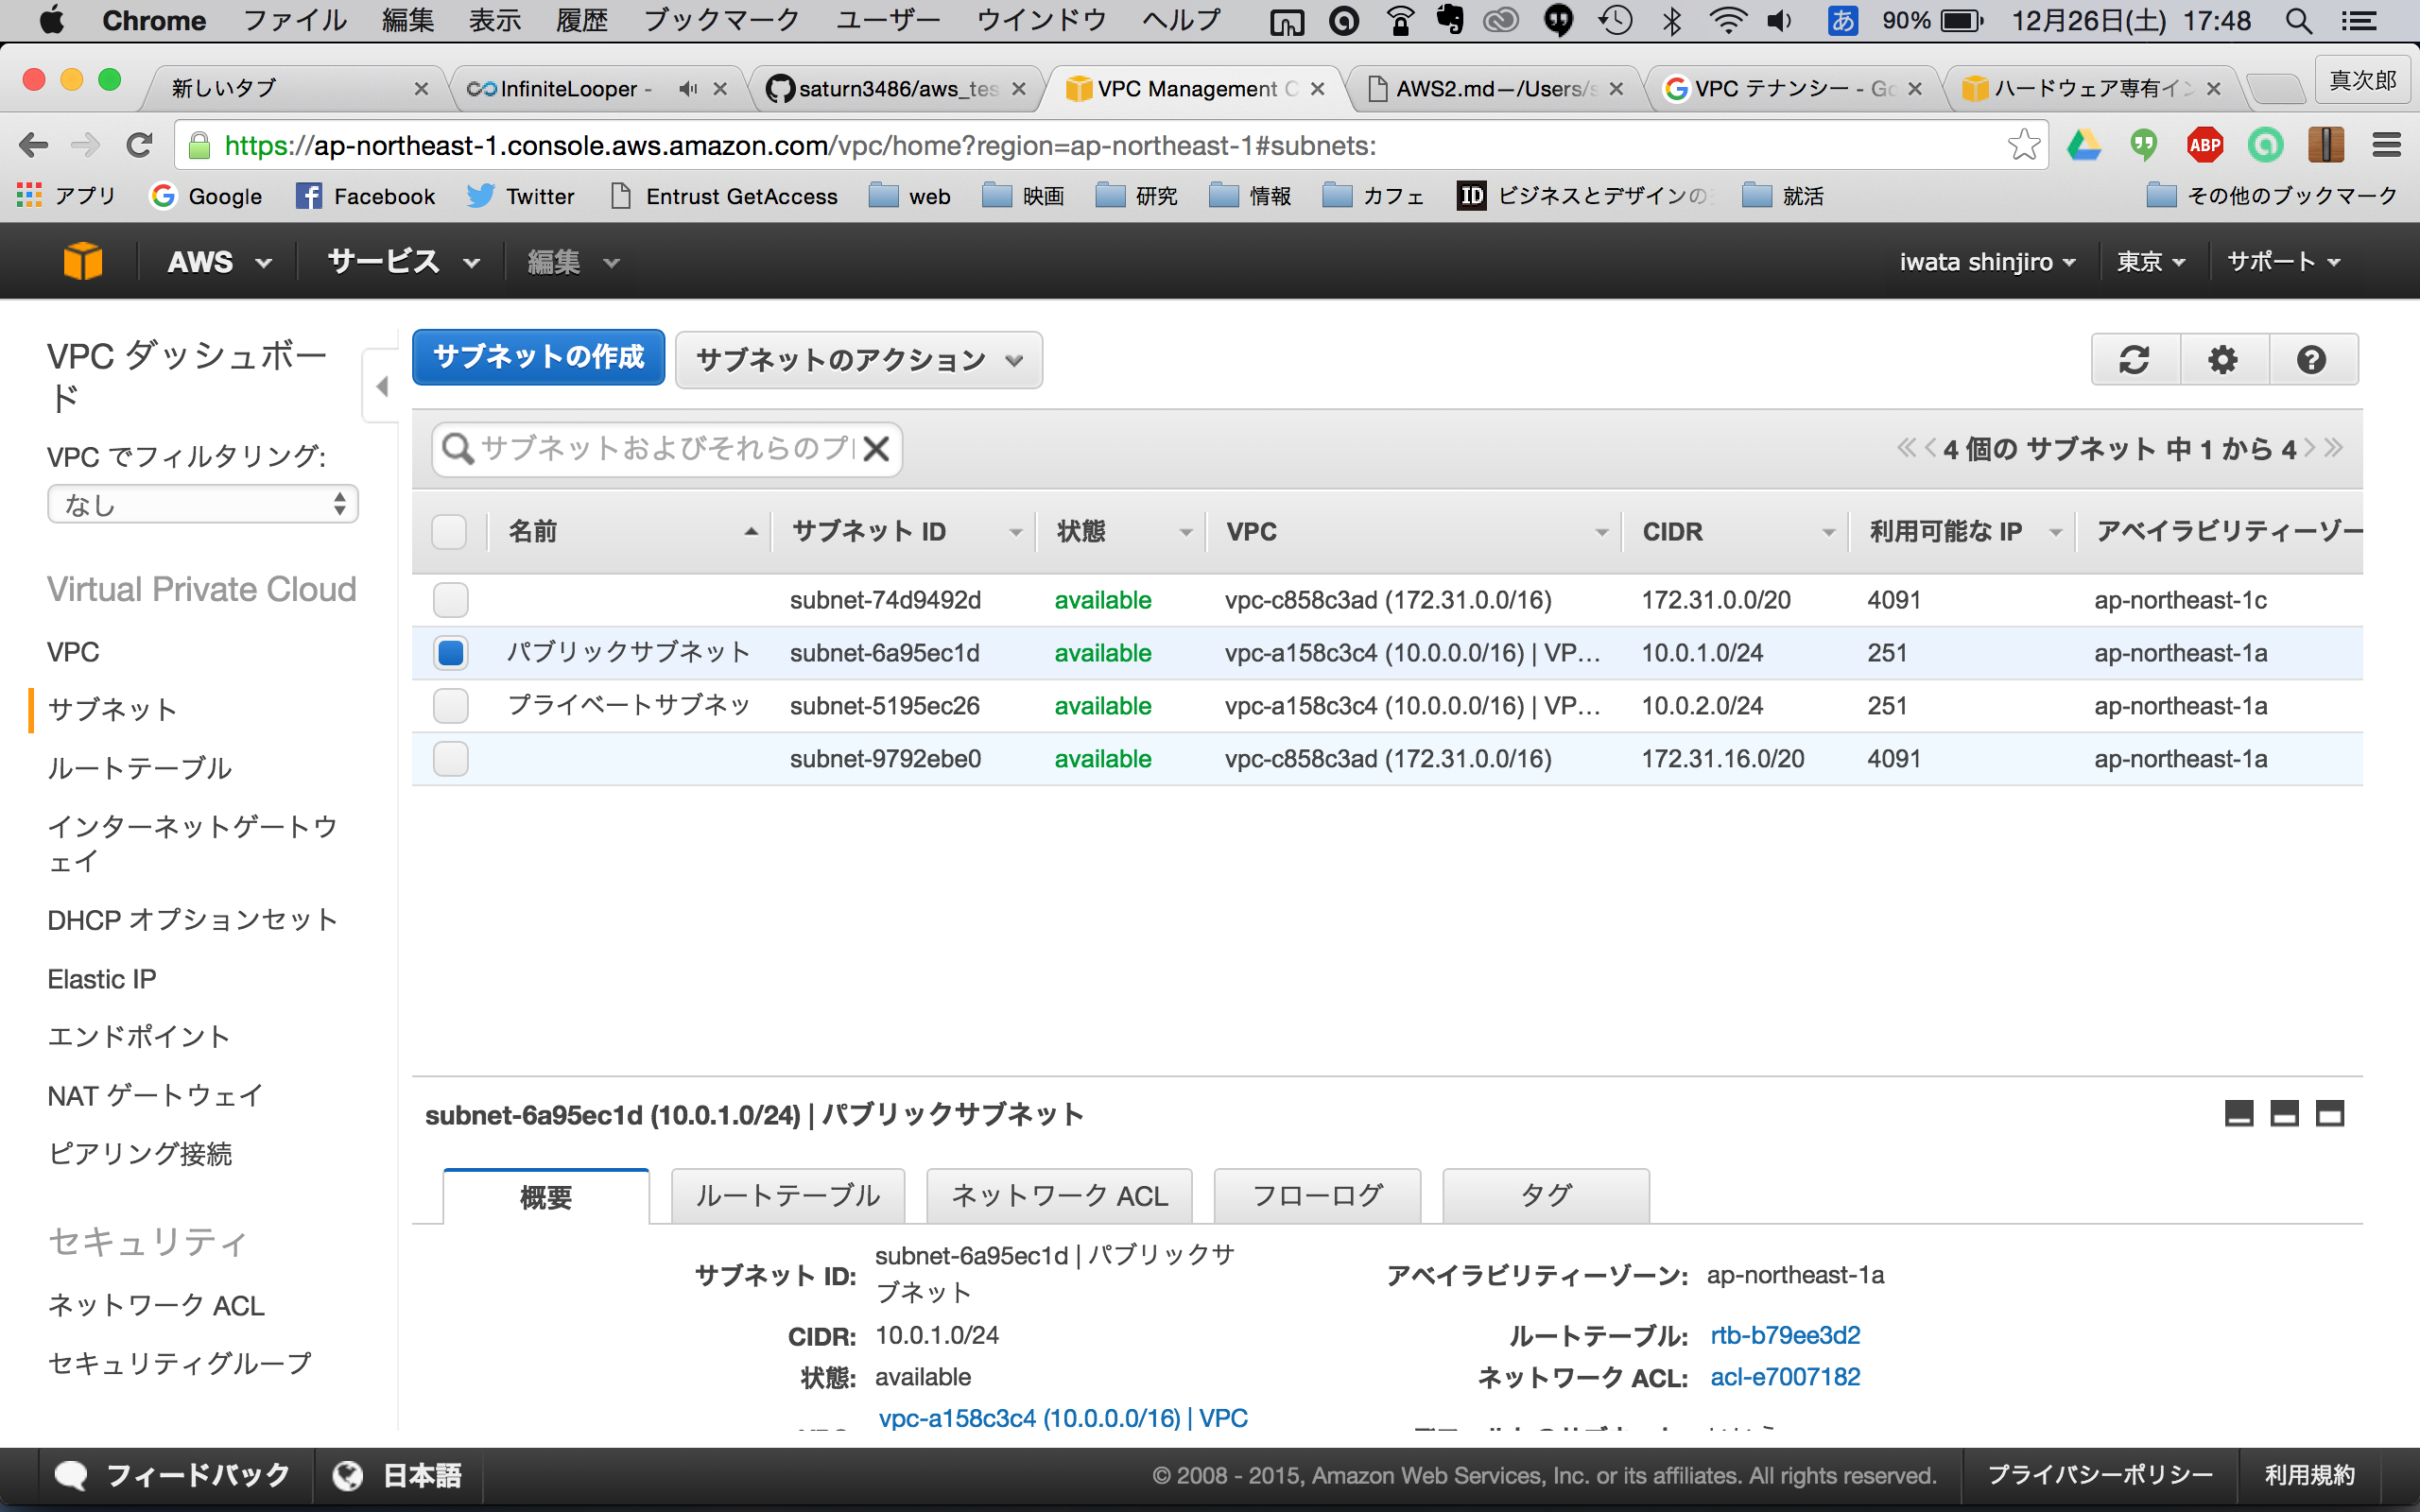 Chrome ファイル 編集 表示 履歴 ブックマーク ユーザー ウインドウ ヘルプ あ 90% 12月26日(土) 17:48
新しいタブ InfiniteLooper - saturn3486/aws_tes VPC Management C AWS2.md—/Users/s VPC テナンシー - Go ハードウェア専有イン 真次郎
https://ap-northeast-1.console.aws.amazon.com/vpc/home?region=ap-northeast-1#subnets: ABP
アプリ Google Facebook Twitter Entrust GetAccess web 映画 研究 情報 カフェ ID ビジネスとデザインの 就活 その他のブックマーク
AWS サービス 編集 iwata shinjiro 東京 サポート
VPC ダッシュボー
ド
VPC でフィルタリング:
なし
Virtual Private Cloud
VPC
サブネット
ルートテーブル
インターネットゲートウ
ェイ
DHCP オプションセット
Elastic IP
エンドポイント
NAT ゲートウェイ
ピアリング接続
セキュリティ
ネットワーク ACL
セキュリティグループ
サブネットの作成 サブネットのアクション
サブネットおよびそれらのプ 4 個の サブネット 中 1 から 4
名前 サブネット ID 状態 VPC CIDR 利用可能な IP アベイラビリティーゾー
subnet-74d9492d available vpc-c858c3ad (172.31.0.0/16) 172.31.0.0/20 4091 ap-northeast-1c
パブリックサブネット subnet-6a95ec1d available vpc-a158c3c4 (10.0.0.0/16) | VP... 10.0.1.0/24 251 ap-northeast-1a
プライベートサブネッ subnet-5195ec26 available vpc-a158c3c4 (10.0.0.0/16) | VP... 10.0.2.0/24 251 ap-northeast-1a
subnet-9792ebe0 available vpc-c858c3ad (172.31.0.0/16) 172.31.16.0/20 4091 ap-northeast-1a
subnet-6a95ec1d (10.0.1.0/24) | パブリックサブネット
概要 ルートテーブル ネットワーク ACL フローログ タグ
サブネット ID: subnet-6a95ec1d | パブリックサ
ブネット
アベイラビリティーゾーン: ap-northeast-1a
CIDR: 10.0.1.0/24 ルートテーブル: rtb-b79ee3d2
状態: available ネットワーク ACL: acl-e7007182
vpc-a158c3c4 (10.0.0.0/16) | VPC
フィードバック 日本語 © 2008 - 2015, Amazon Web Services, Inc. or its affiliates. All rights reserved. プライバシーポリシー 利用規約